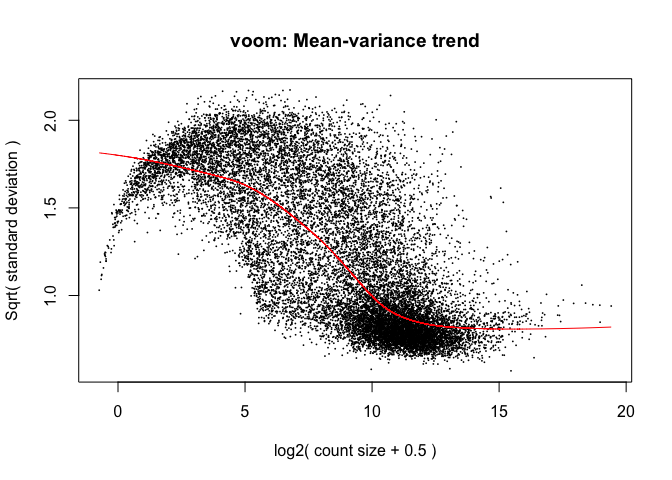 voom: Mean-variance trend
Sqrt( standard deviation )
2.0
1.5
1.0
0 5 10 15 20
log2( count size + 0.5 )